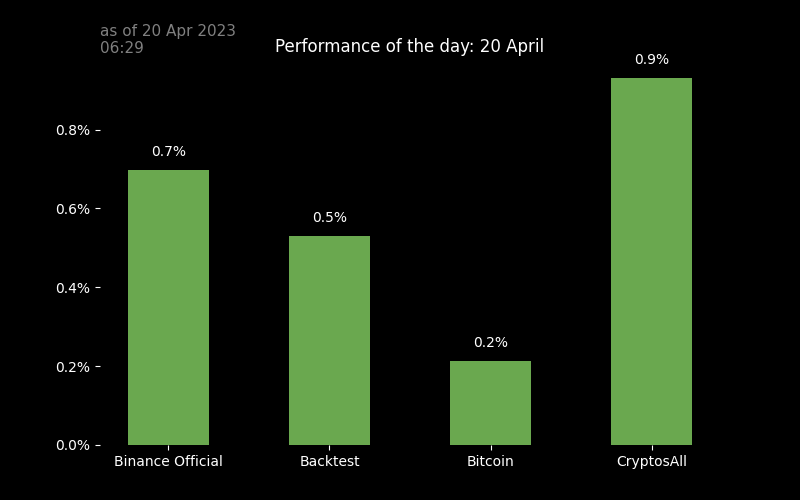 as of 20 Apr 2023
06:29
Performance of the day: 20 April
0.9%
0.8%
0.7%
0.6%
0.5%
0.4%
0.2%
0.2%
0.0%
Binance Official
Backtest
Bitcoin
CryptosAll